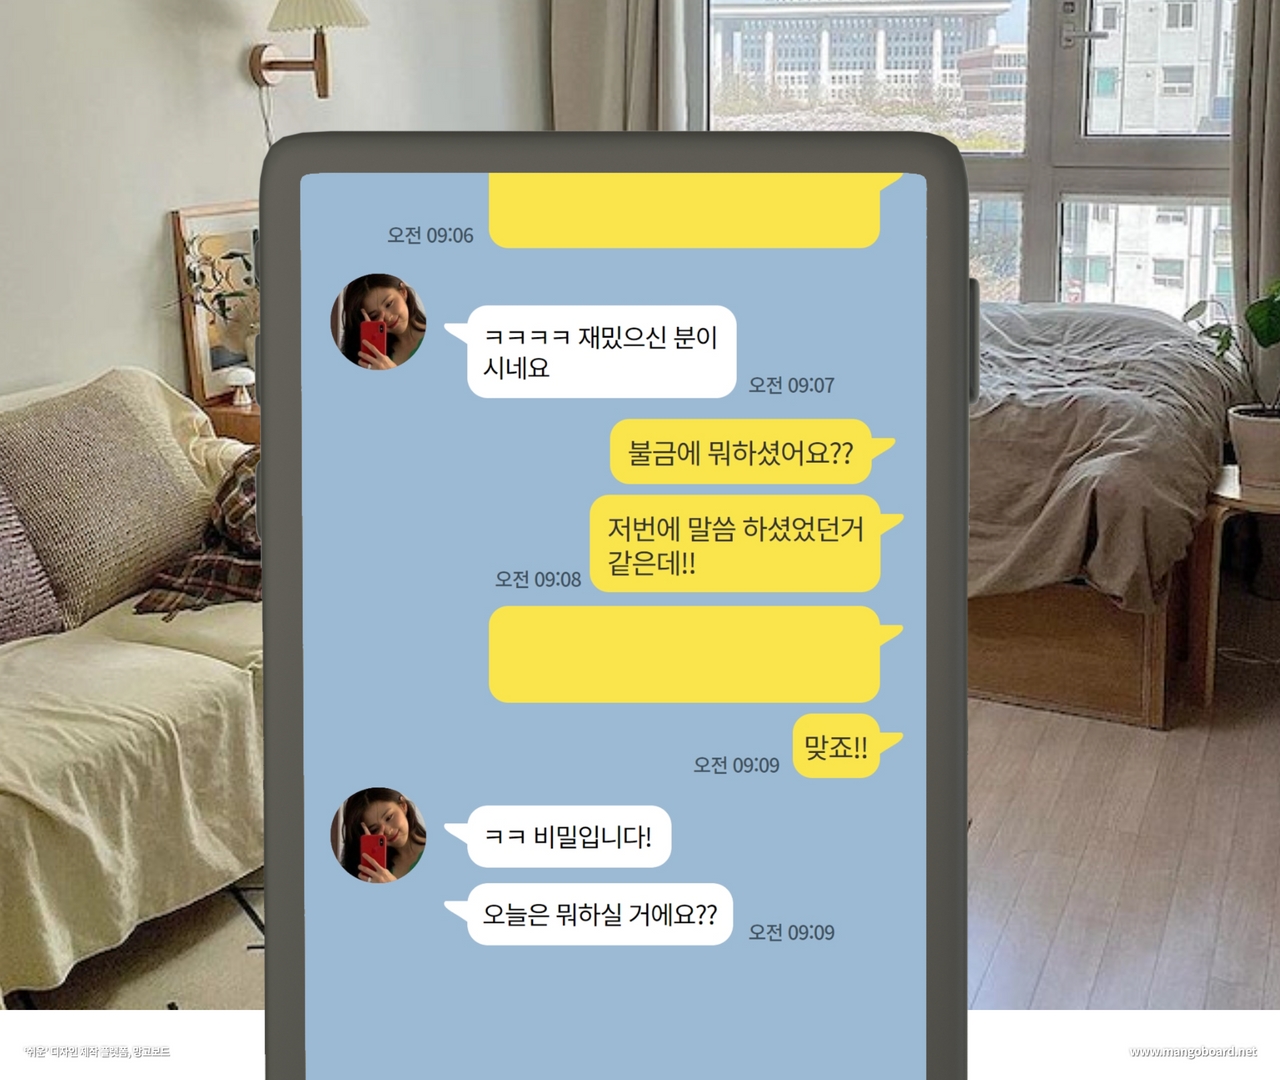 오전 09:06
ㅋㅋㅋㅋ 재밌으신 분이
시네요
오전 09:07
불금에 뭐하셨어요??
저번에 말씀 하셨었던거
같은데!!
오전 09:08
맞죠!!
오전 09:09
ㅋㅋ 비밀입니다!
오늘은 뭐하실 거에요??
오전 09:09
'쉬운' 디자인 제작 플랫폼, 망고보드
www.mangoboard.net